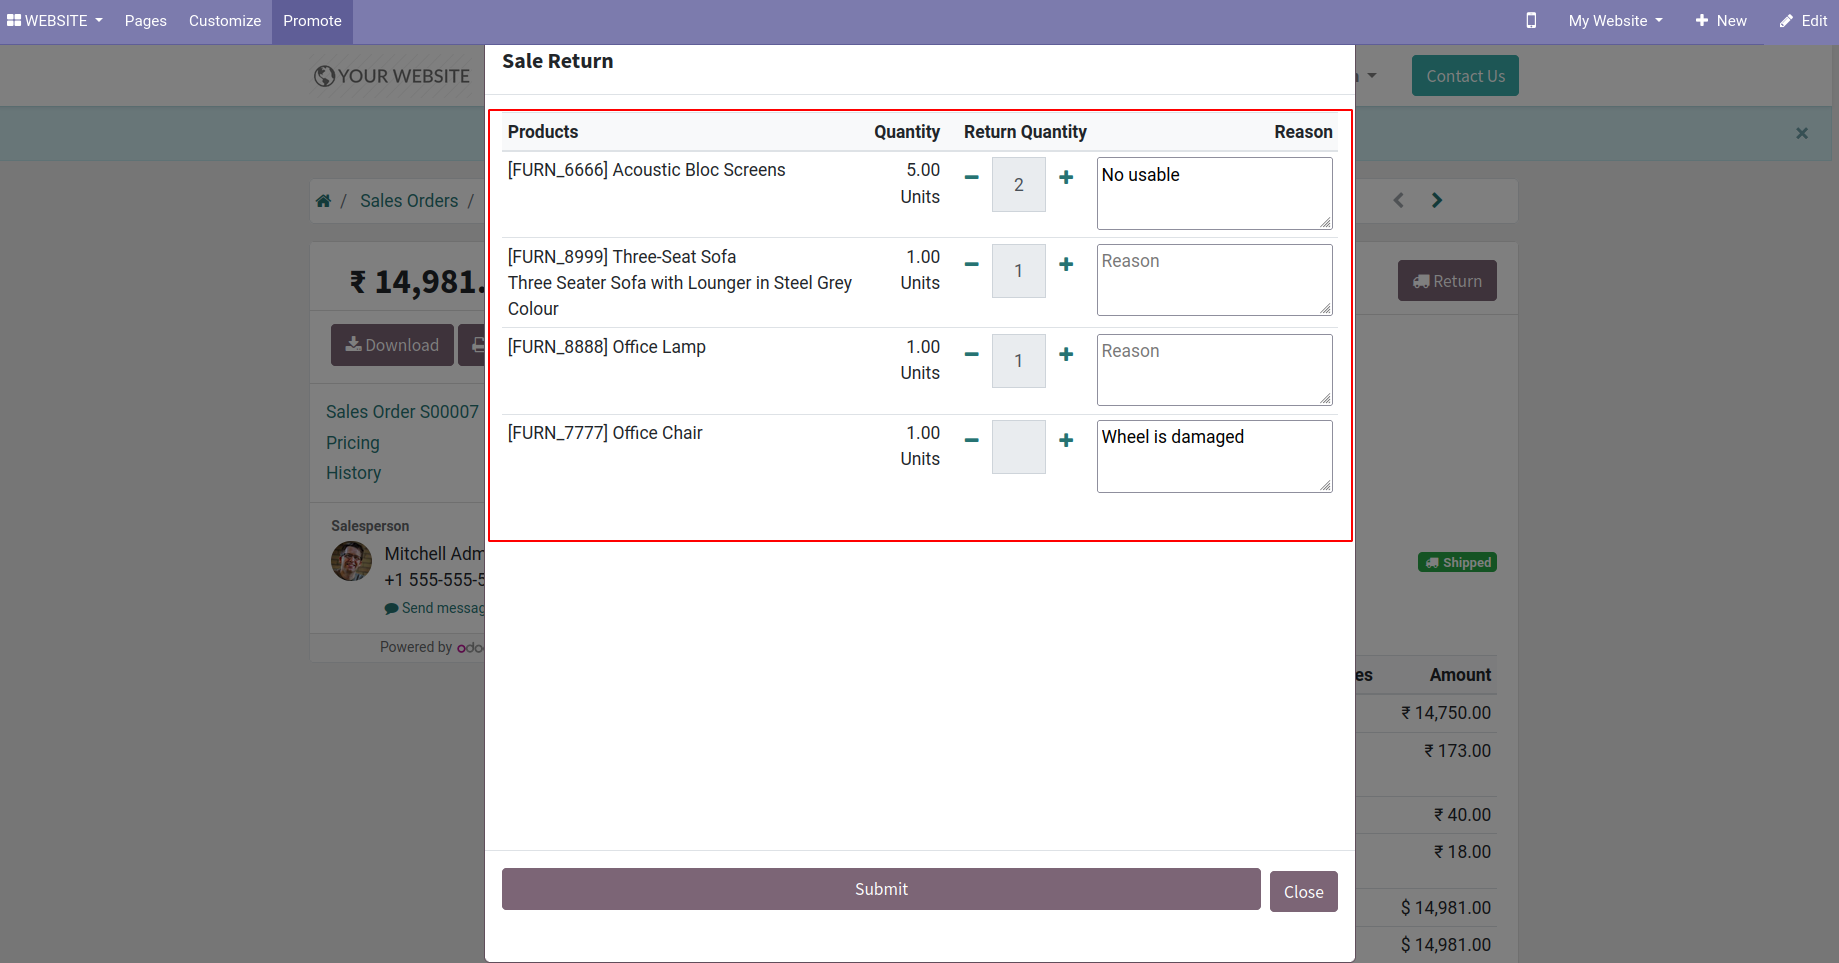 WEBSITE Pages Customize Promote My Website New Edit
Sale Return
YOUR WEBSITE Contact Us
Products Quantity Return Quantity Reason
[FURN_6666] Acoustic Bloc Screens 5.00 2 No usable
Units
/ Sales Orders /
[FURN_8999] Three-Seat Sofa 1.00 1 Reason
Three Seater Sofa with Lounger in Steel Grey Units
Colour
₹ 14,981.
Return
[FURN_8888] Office Lamp 1.00 1 Reason
Units
Download
[FURN_7777] Office Chair 1.00 Wheel is damaged
Units
Sales Order S00007
Pricing
History
Salesperson
Mitchell Adm
+1 555-555-5
Send messag
Powered by odo
Shipped
es Amount
₹ 14,750.00
₹ 173.00
₹ 40.00
₹ 18.00
$ 14,981.00
$ 14,981.00
Submit Close